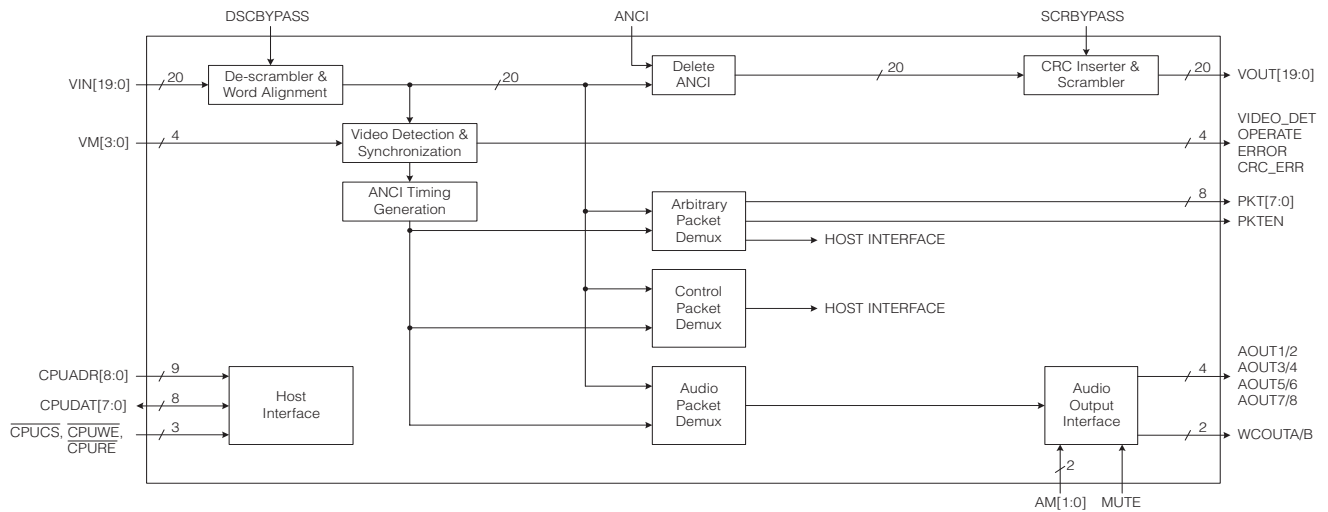 DSCBYPASS
ANCI
SCRBYPASS
VIN[19:0]
20
De-scrambler &
Word Alignment
20
Delete
ANCI
20
CRC Inserter &
Scrambler
20
VOUT[19:0]
VM[3:0]
4
Video Detection &
Synchronization
4
VIDEO_DET
OPERATE
ERROR
CRC_ERR
ANCI Timing
Generation
Arbitrary
Packet
Demux
8
PKT[7:0]
PKTEN
HOST INTERFACE
Control
Packet
Demux
HOST INTERFACE
CPUADR[8:0]
9
CPUDAT[7:0]
8
CPUCS, CPUWE,
CPURE
3
Host
Interface
Audio
Packet
Demux
Audio
Output
Interface
4
AOUT1/2
AOUT3/4
AOUT5/6
AOUT7/8
2
WCOUTA/B
2
AM[1:0]
MUTE